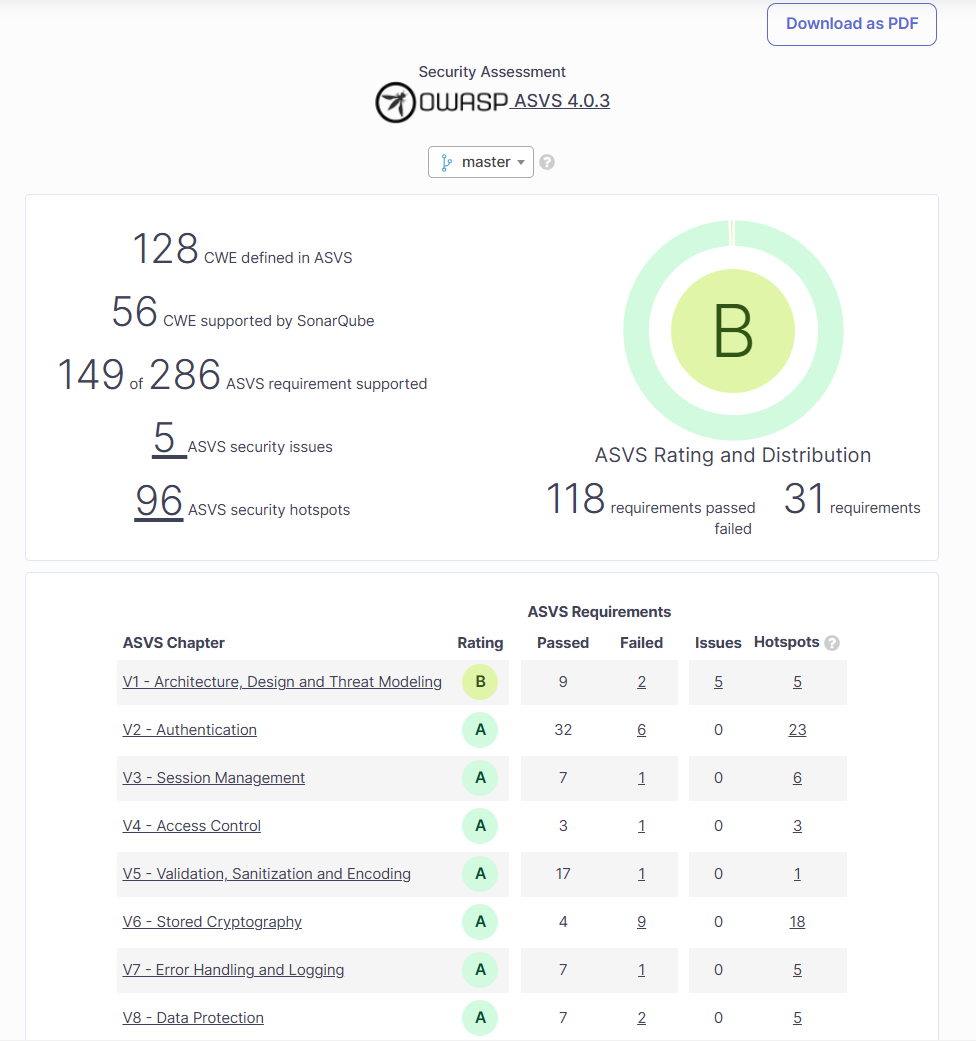 Download as PDF
Security Assessment
OWASP ASVS 4.0.3
master ?
128 CWE defined in ASVS
56 CWE supported by SonarQube
149 of 286 ASVS requirement supported
5 ASVS security issues
96 ASVS security hotspots
B
ASVS Rating and Distribution
118 requirements passed 31 requirements
failed
ASVS Requirements
ASVS Chapter Rating Passed Failed Issues Hotspots ?
V1 - Architecture, Design and Threat Modeling B 9 2 5 5
V2 - Authentication A 32 6 0 23
V3 - Session Management A 7 1 0 6
V4 - Access Control A 3 1 0 3
V5 - Validation, Sanitization and Encoding A 17 1 0 1
V6 - Stored Cryptography A 4 9 0 18
V7 - Error Handling and Logging A 7 1 0 5
V8 - Data Protection A 7 2 0 5